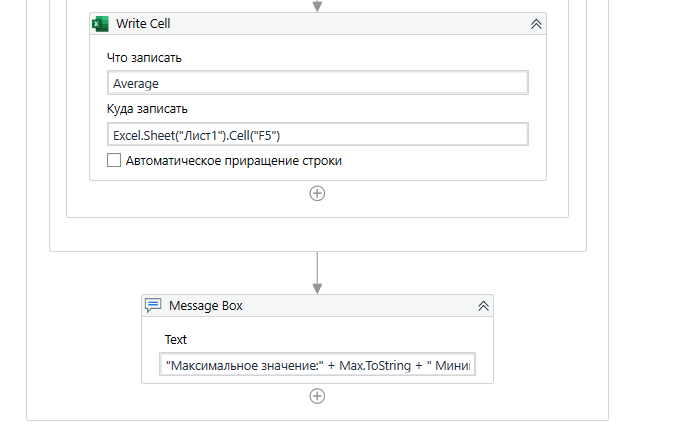 Write Cell
Что записать
Average
Куда записать
Excel.Sheet("Лист1").Cell("F5")
Автоматическое приращение строки
Message Box
Text
"Максимальное значение:" + Max.ToString + " Мини